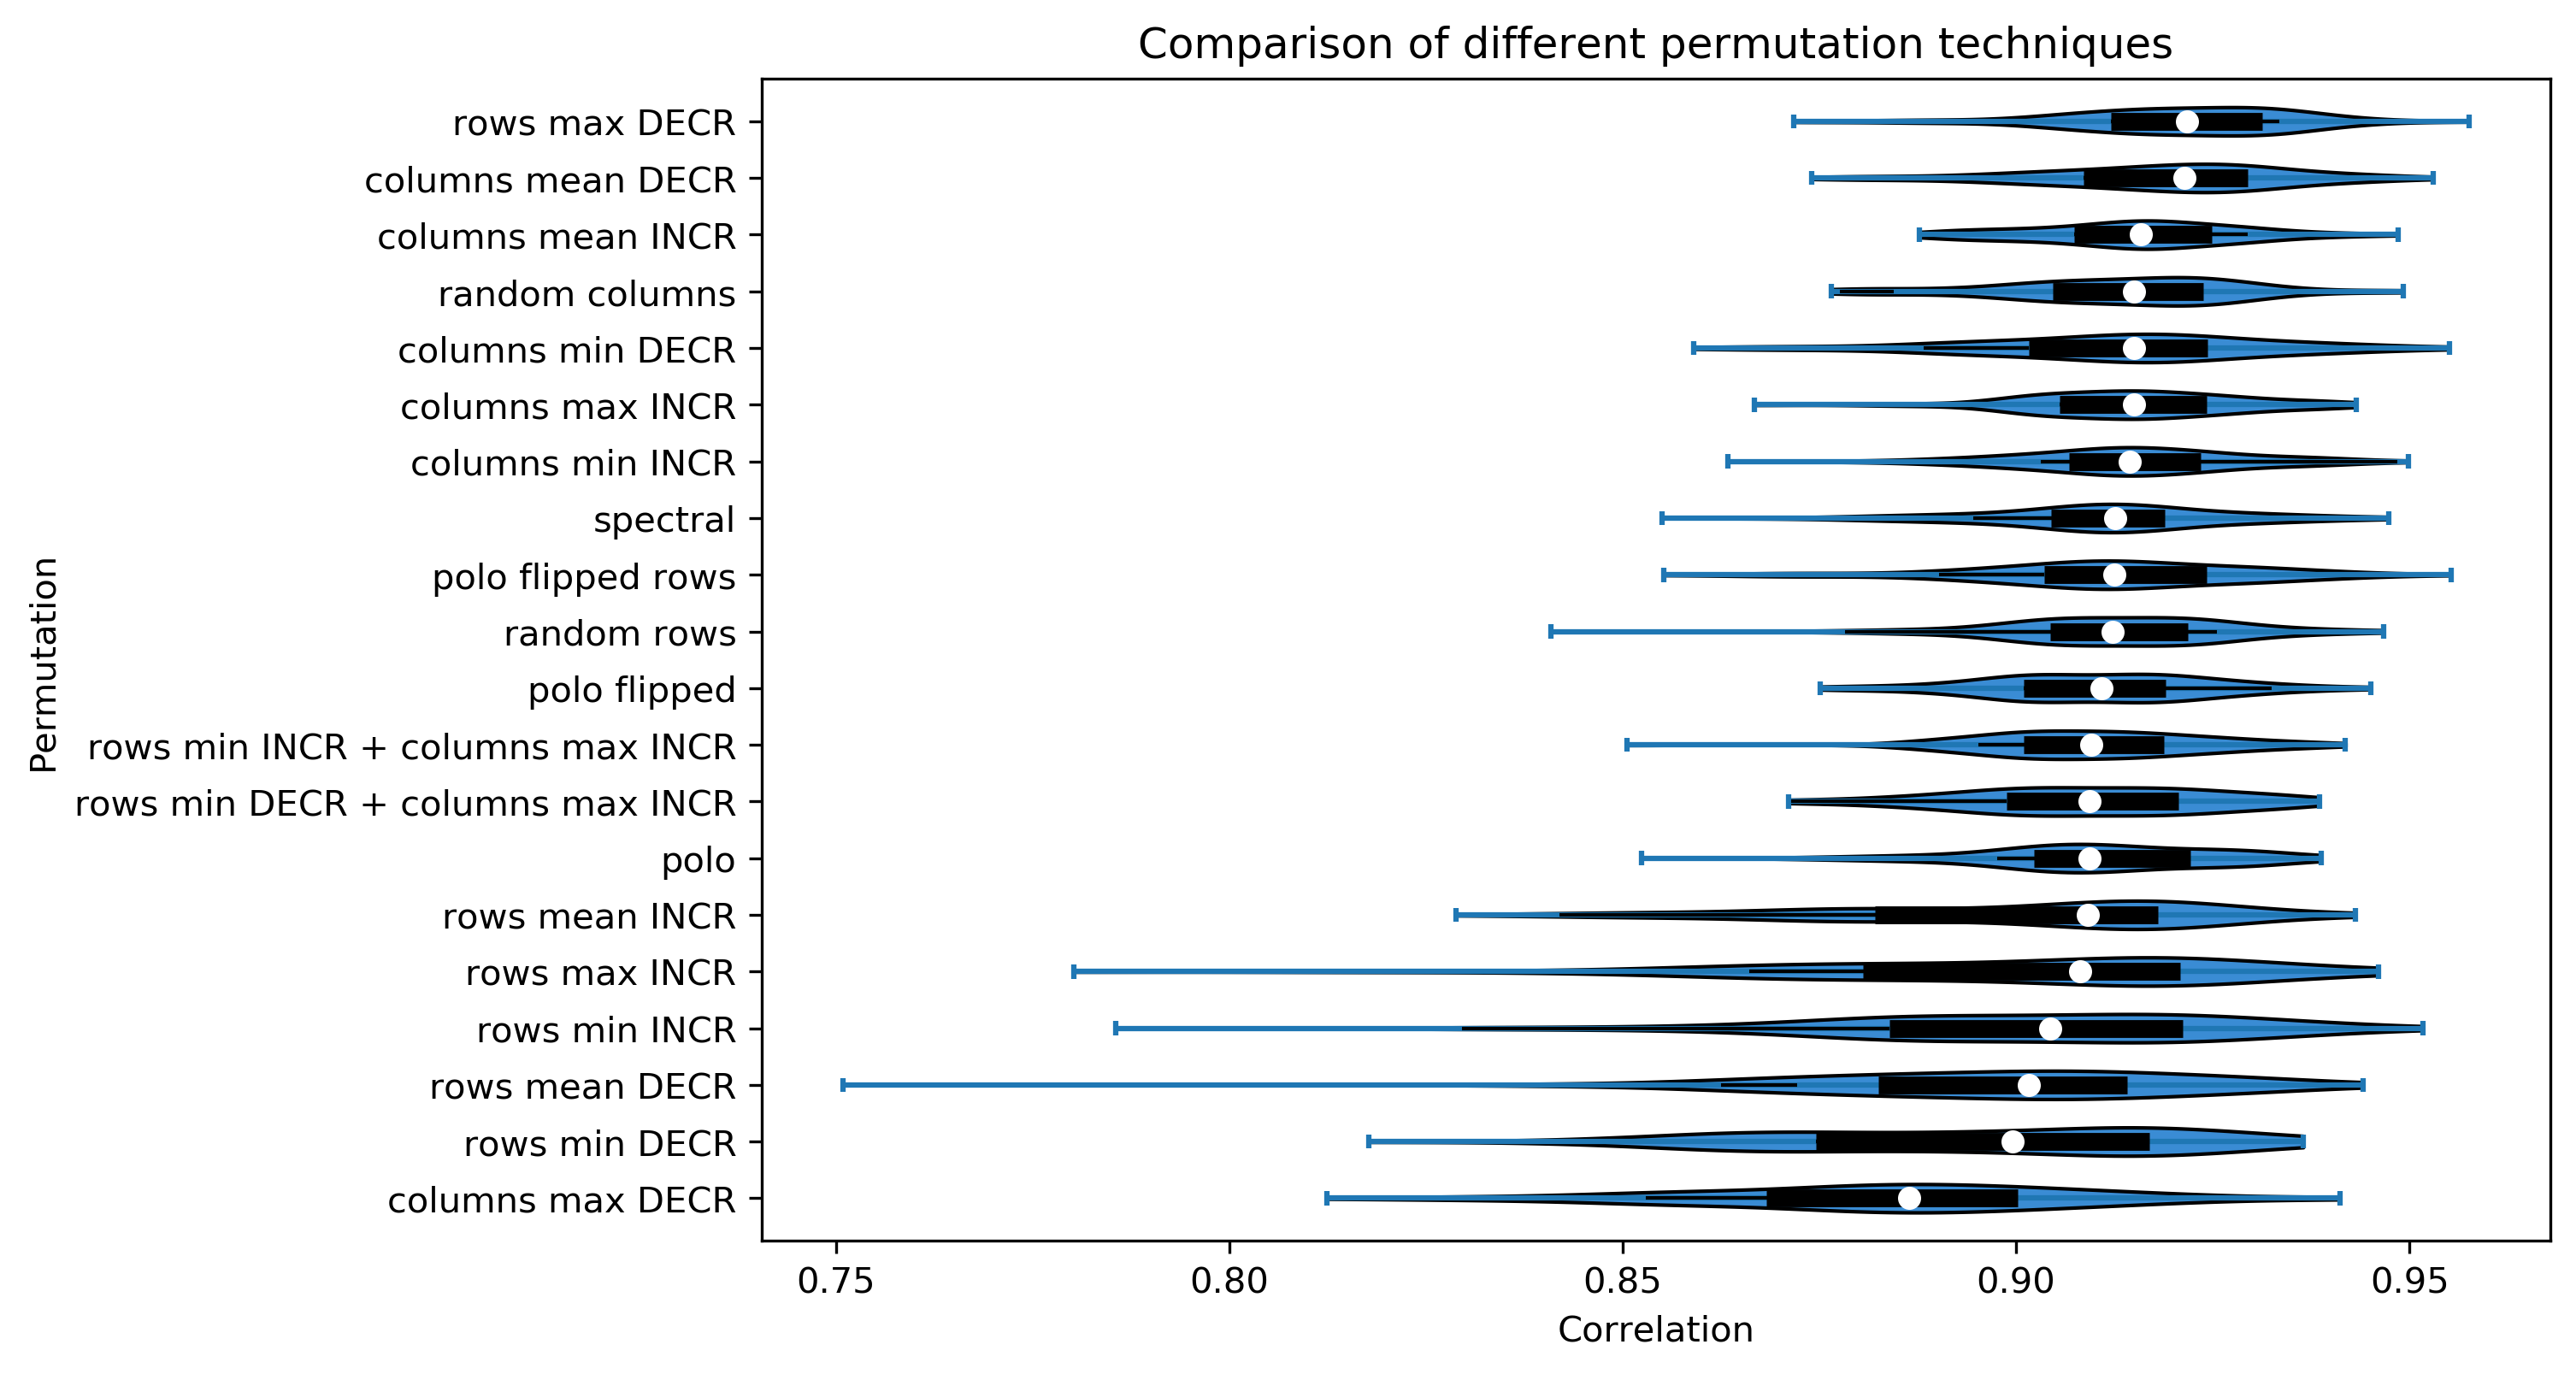 Comparison of different permutation techniques
Permutation
rows max DECR
columns mean DECR
columns mean INCR
random columns
columns min DECR
columns max INCR
columns min INCR
spectral
polo flipped rows
random rows
polo flipped
rows min INCR + columns max INCR
rows min DECR + columns max INCR
polo
rows mean INCR
rows max INCR
rows min INCR
rows mean DECR
rows min DECR
columns max DECR
0.75 0.80 0.85 0.90 0.95
Correlation